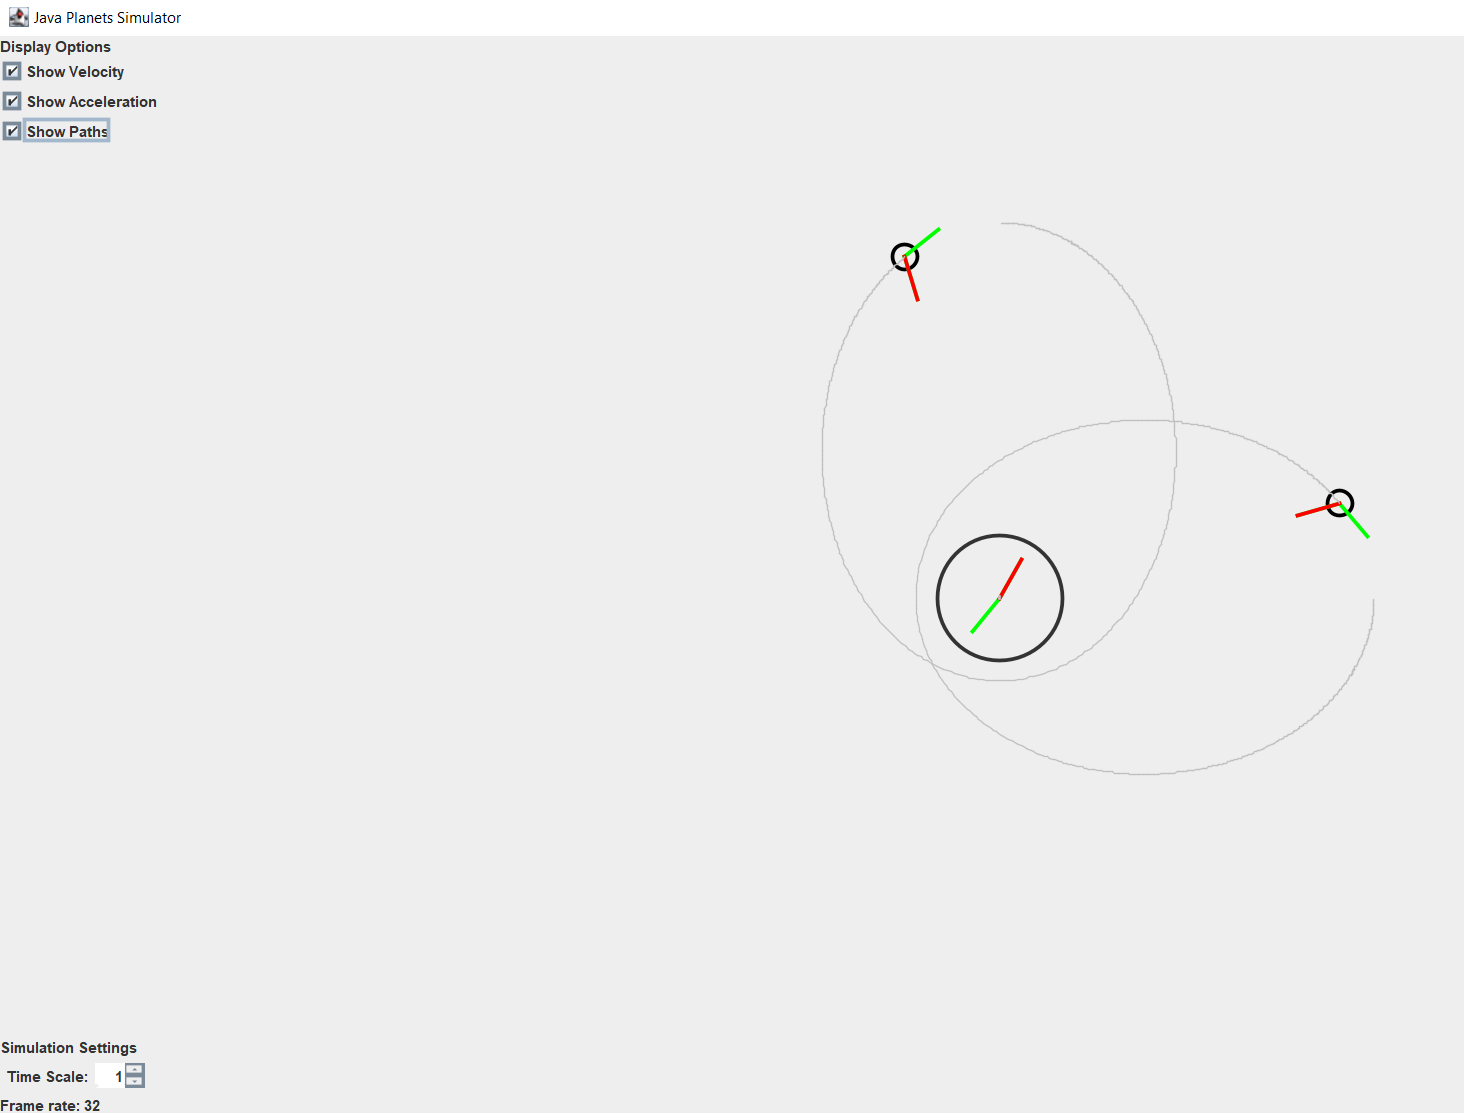 Java Planets Simulator
Display Options
Show Velocity
Show Acceleration
Show Paths
Simulation Settings
Time Scale: 1
Frame rate: 32